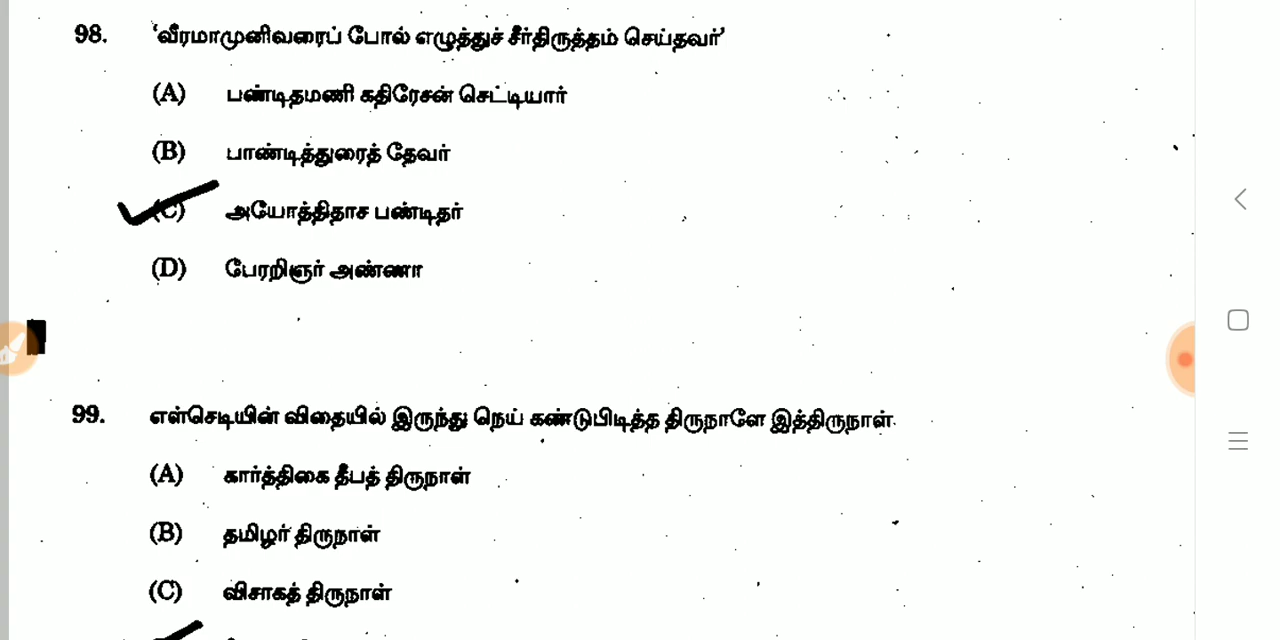 98. 'வீரமாமுனிவரைப் போல் எழுத்துச் சீர்திருத்தம் செய்தவர்'
(A) பண்டிதமணி கதிரேசன் செட்டியார்
(B) பாண்டித்துரைத் தேவர்
(C) அயோத்திதாச பண்டிதர்
(D) பேரறிஞர் அண்ணா
99. எள்செடியின் விதையில் இருந்து நெய் கண்டுபிடித்த திருநாளே இத்திருநாள்.
(A) கார்த்திகை தீபத் திருநாள்
(B) தமிழர் திருநாள்
(C) விசாகத் திருநாள்